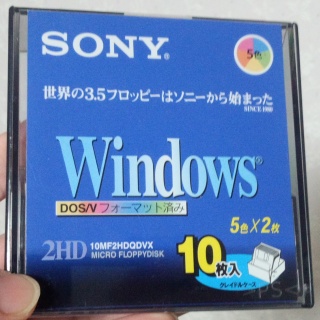 SONY®
5色
世界の3.5フロッピーはソニーから始まった
SINCE 1980
Windows®
DOS/V フォーマット済み
5色×2枚
2HD 10MF2HDQDVX
MICRO FLOPPYDISK
10枚入
クレイドルケース